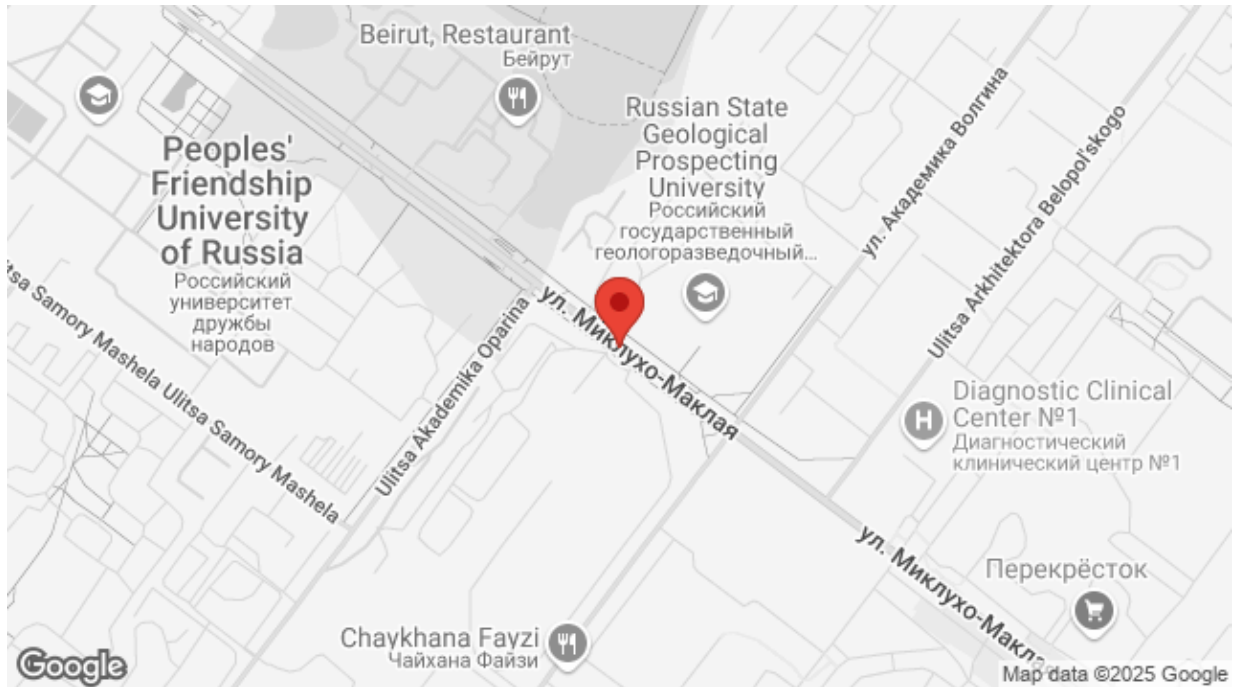 Beirut, Restaurant
Бейрут
Russian State
Geological
Prospecting
University
Российский
государственный
геологоразведочный...
Peoples'
Friendship
University
of Russia
Российский
университет
дружбы
народов
ул. Академика Волгина
Ulitsa Arkhitektora Belopol'skogo
ул. Миклухо-Маклая
Ulitsa Akademika Oparina
Ulitsa Samory Mashela
Ulitsa Samory Mashela
Diagnostic Clinical
Center №1
Диагностический
клинический центр №1
H
ул. Миклухо-Маклая
Перекрёсток
Chaykhana Fayzi
Чайхана Файзи
Google
Map data ©2025 Google